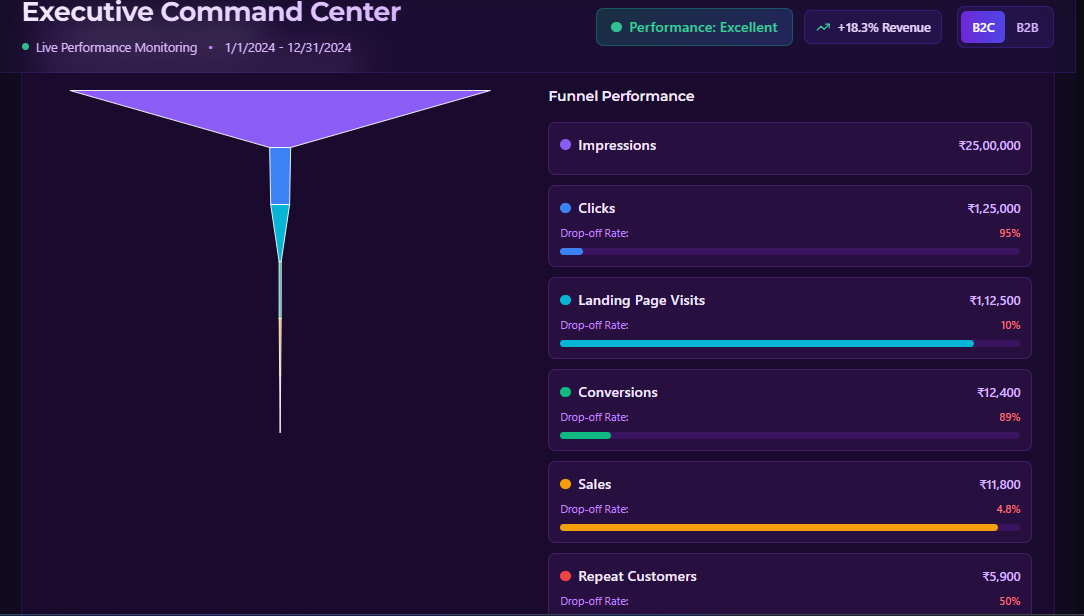 Executive Command Center
Live Performance Monitoring • 1/1/2024 - 12/31/2024
Performance: Excellent
+18.3% Revenue
B2C B2B
Funnel Performance
Impressions ₹25,00,000
Clicks ₹1,25,000
Drop-off Rate: 95%
Landing Page Visits ₹1,12,500
Drop-off Rate: 10%
Conversions ₹12,400
Drop-off Rate: 89%
Sales ₹11,800
Drop-off Rate: 4.8%
Repeat Customers ₹5,900
Drop-off Rate: 50%